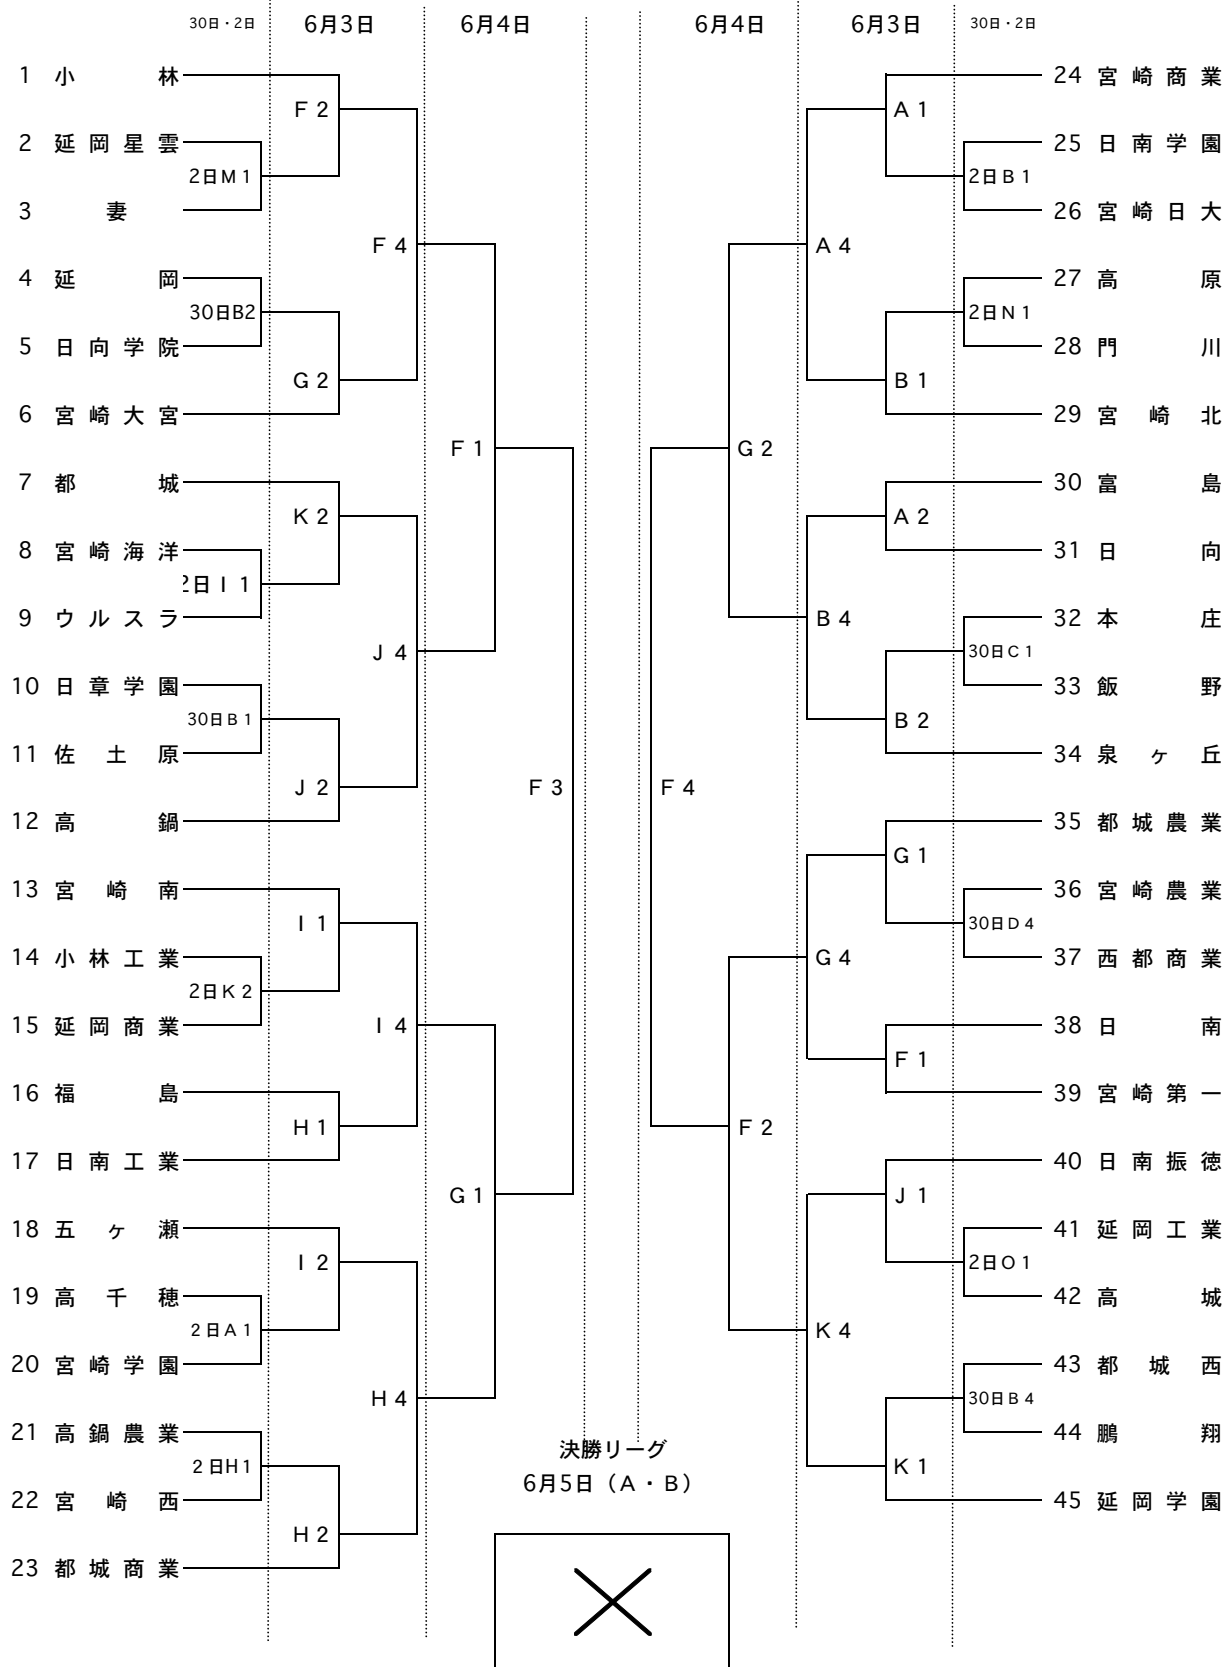 30日・2日 6月3日 6月4日 6月4日 6月3日 30日・2日
1 小林
F 2
2 延岡星雲
2日M 1
3 妻
F 4
4 延岡
30日B2
5 日向学院
G 2
6 宮崎大宮
F 1
7 都城
K 2
8 宮崎海洋
2日 I 1
9 ウルスラ
J 4
10 日章学園
30日B 1
11 佐土原
J 2
12 高鍋
F 3
13 宮崎南
I 1
14 小林工業
2日K 2
15 延岡商業
I 4
16 福島
H 1
17 日南工業
G 1
18 五ヶ瀬
I 2
19 高千穂
2日A 1
20 宮崎学園
H 4
21 高鍋農業
2日H 1
22 宮崎西
H 2
23 都城商業
24 宮崎商業
A 1
25 日南学園
2日B 1
26 宮崎日大
A 4
27 高原
2日N 1
28 門川
B 1
29 宮崎北
G 2
30 富島
A 2
31 日向
B 4
32 本庄
30日C 1
33 飯野
B 2
34 泉ヶ丘
F 4
35 都城農業
G 1
36 宮崎農業
30日D 4
37 西都商業
G 4
38 日南
F 1
39 宮崎第一
F 2
40 日南振徳
J 1
41 延岡工業
2日O 1
42 高城
K 4
43 都城西
30日B 4
44 鵬翔
K 1
45 延岡学園
決勝リーグ
6月5日（A・B）